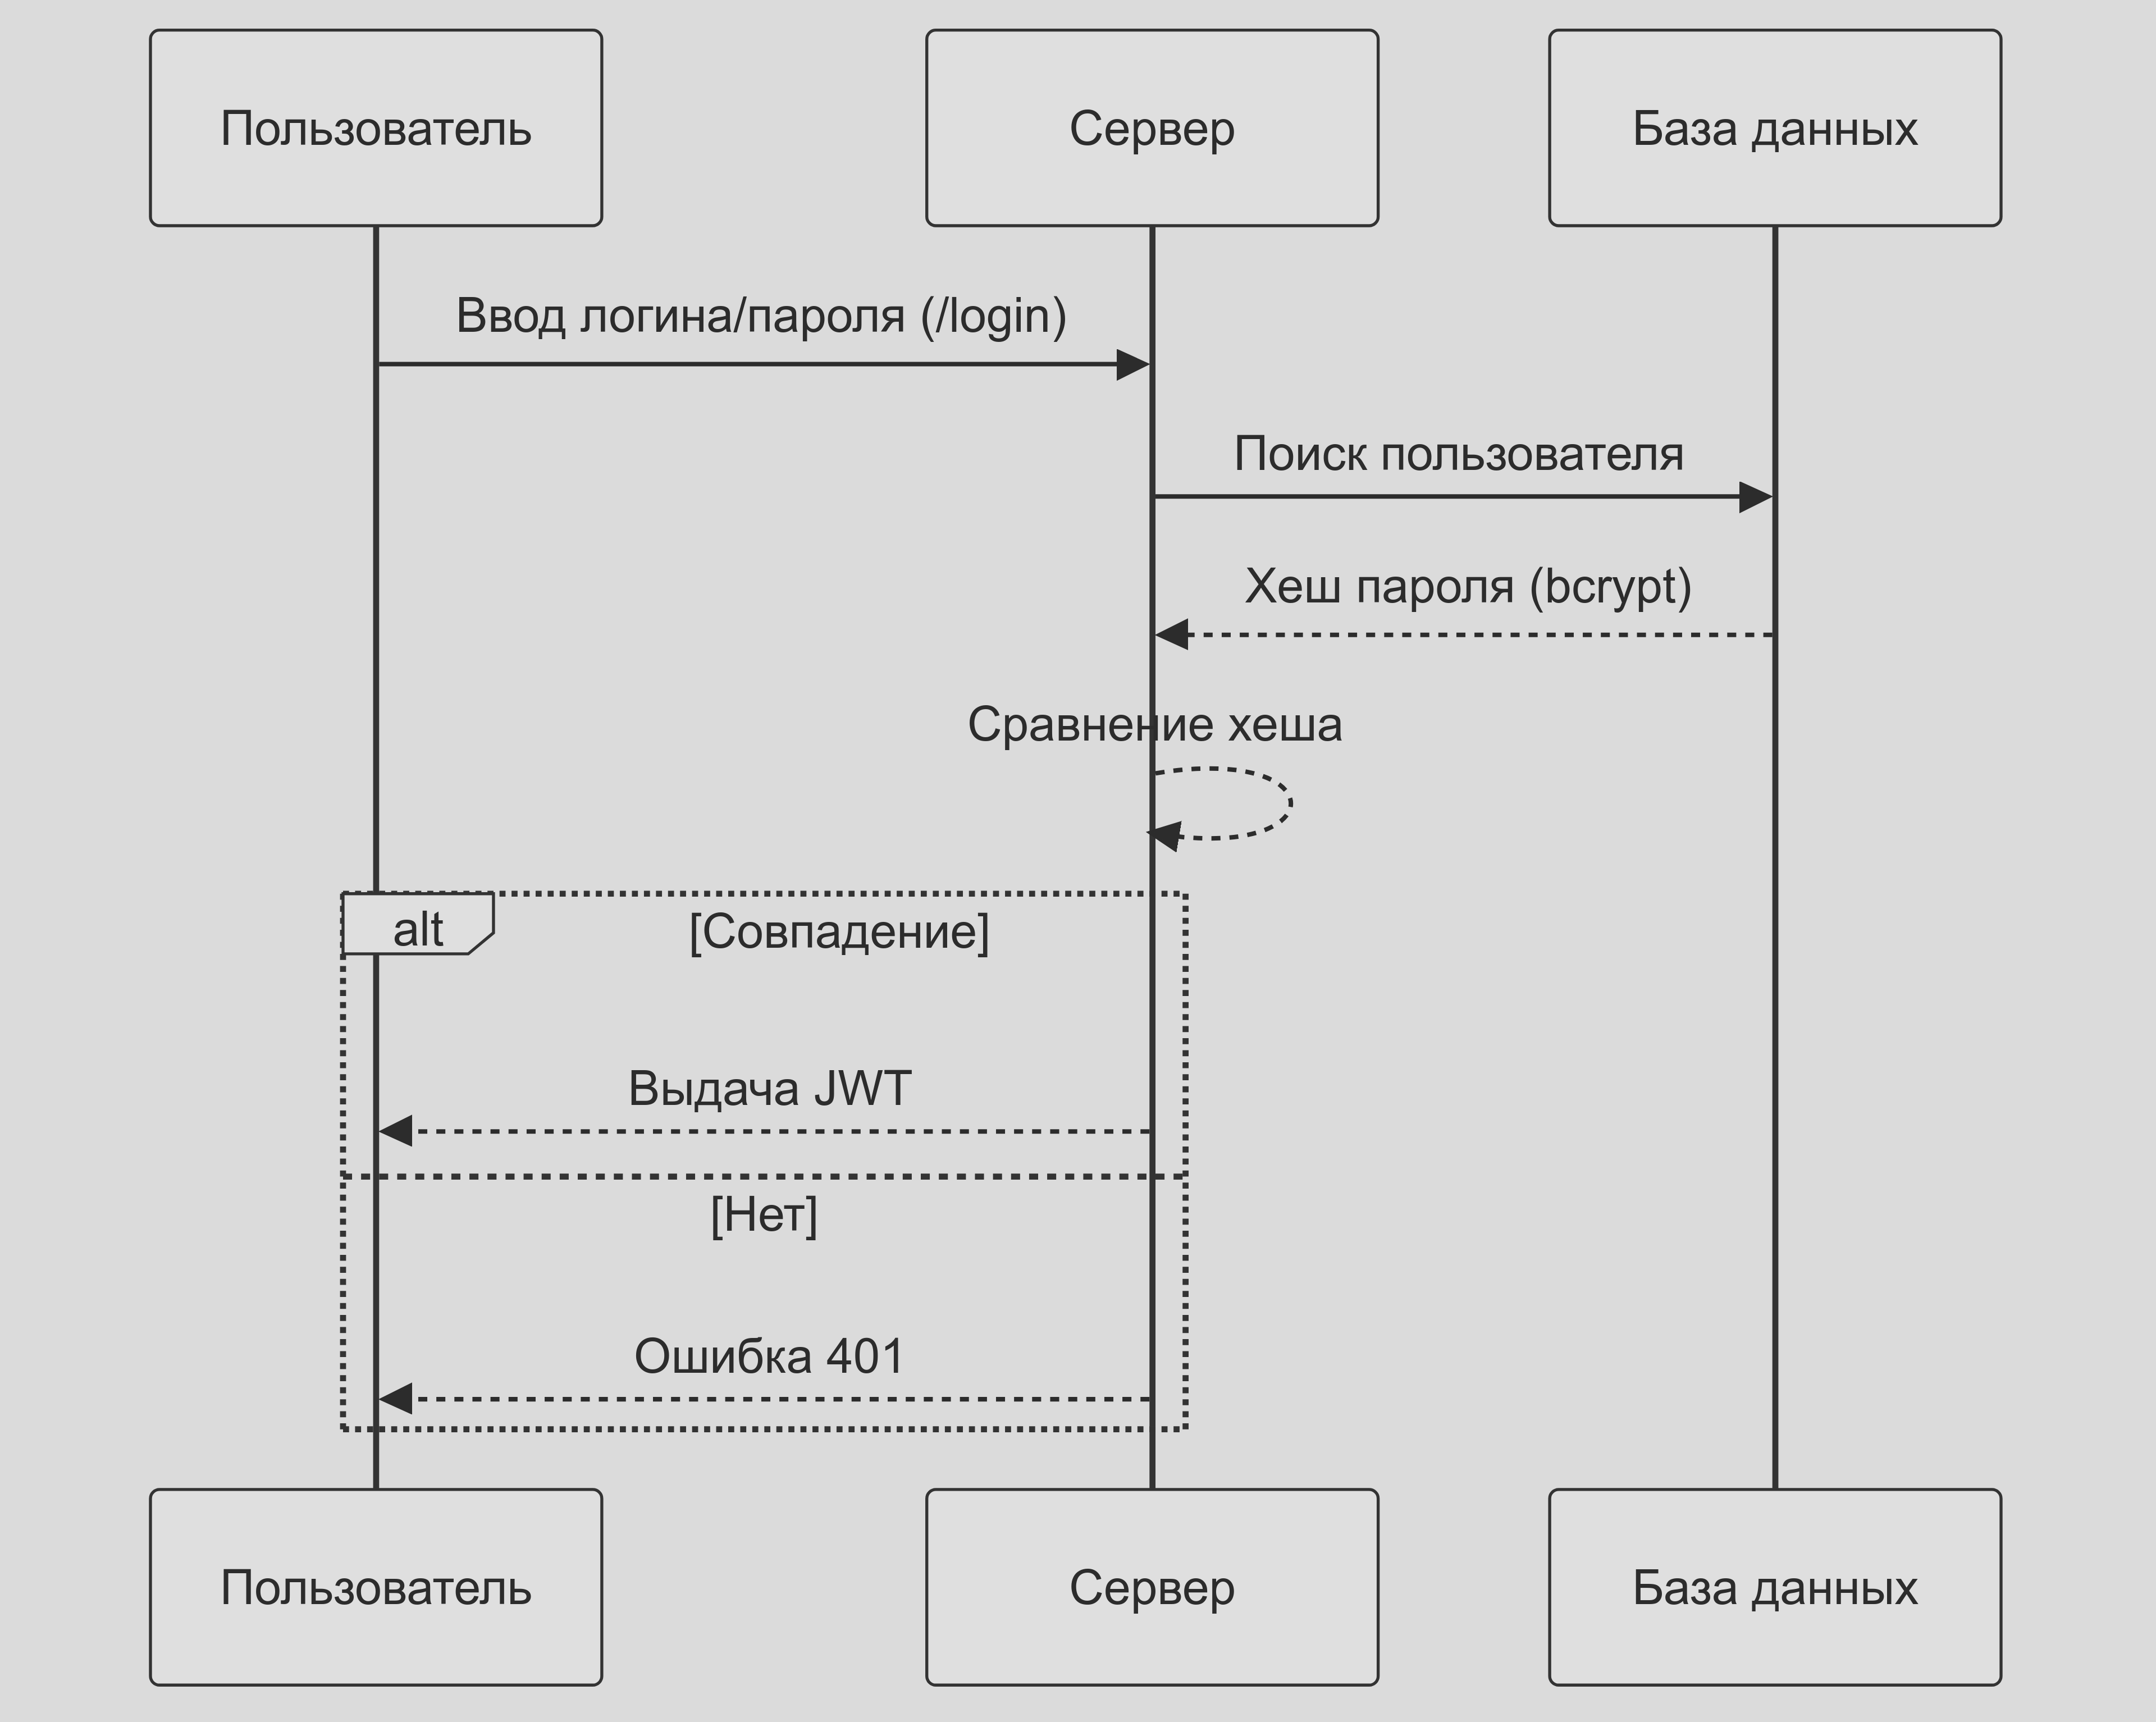 Пользователь
Сервер
База данных
Ввод логина/пароля (/login)
Поиск пользователя
Хеш пароля (bcrypt)
Сравнение хеша
alt
[Совпадение]
Выдача JWT
[Нет]
Ошибка 401
Пользователь
Сервер
База данных